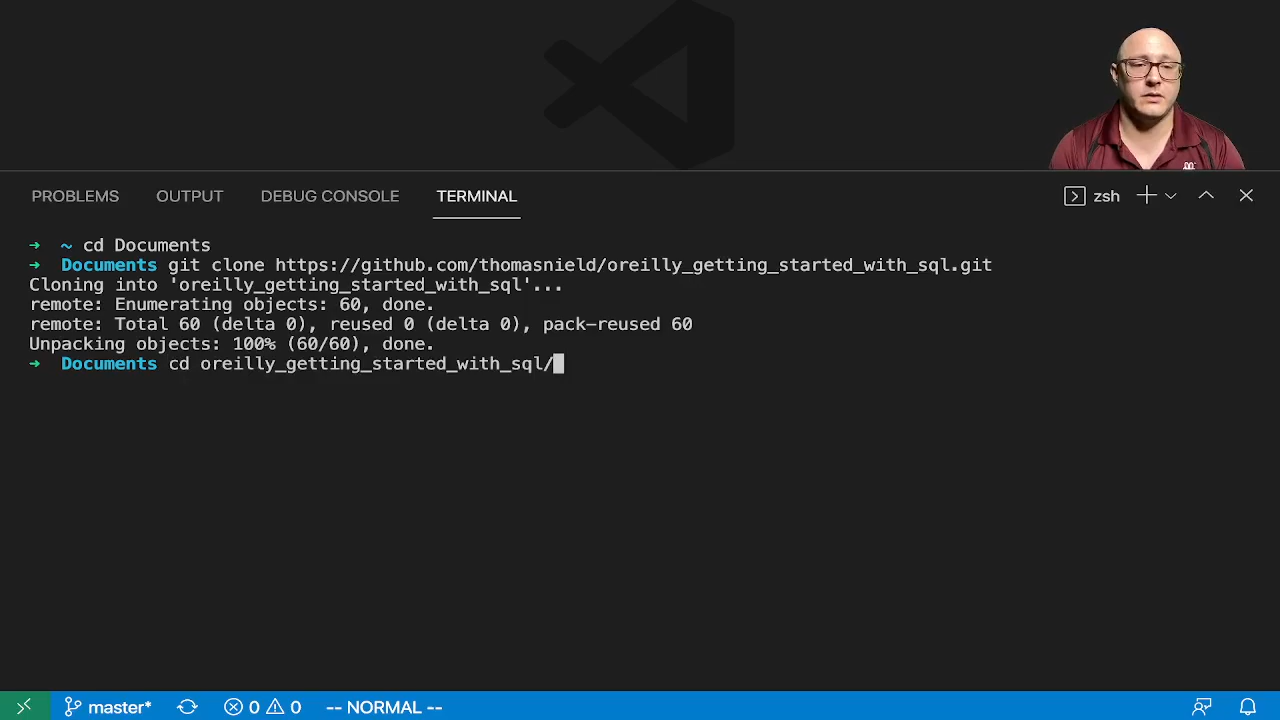 PROBLEMS OUTPUT DEBUG CONSOLE TERMINAL zsh
→ ~ cd Documents
→ Documents git clone https://github.com/thomasnield/oreilly_getting_started_with_sql.git
Cloning into 'oreilly_getting_started_with_sql'...
remote: Enumerating objects: 60, done.
remote: Total 60 (delta 0), reused 0 (delta 0), pack-reused 60
Unpacking objects: 100% (60/60), done.
→ Documents cd oreilly_getting_started_with_sql/
master* 0 0 -- NORMAL --